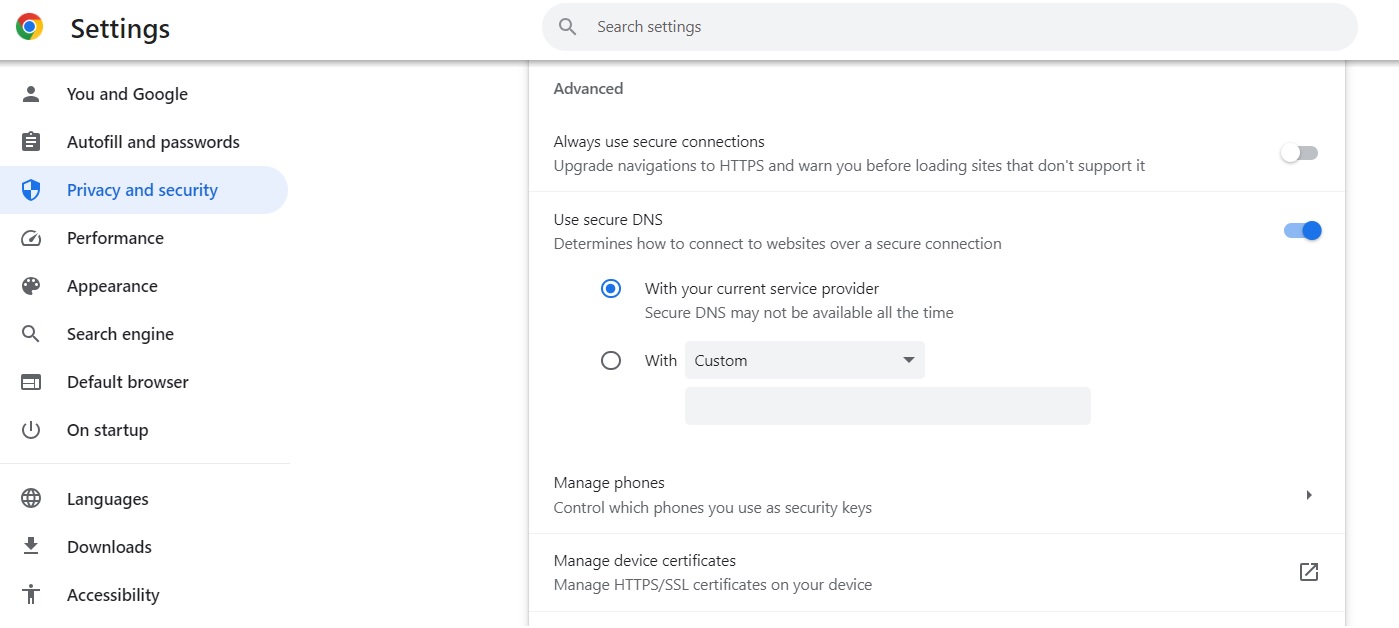 Settings
Search settings
You and Google
Autofill and passwords
Privacy and security
Performance
Appearance
Search engine
Default browser
On startup
Languages
Downloads
Accessibility
Advanced
Always use secure connections
Upgrade navigations to HTTPS and warn you before loading sites that don't support it
Use secure DNS
Determines how to connect to websites over a secure connection
With your current service provider
Secure DNS may not be available all the time
With Custom
Manage phones
Control which phones you use as security keys
Manage device certificates
Manage HTTPS/SSL certificates on your device